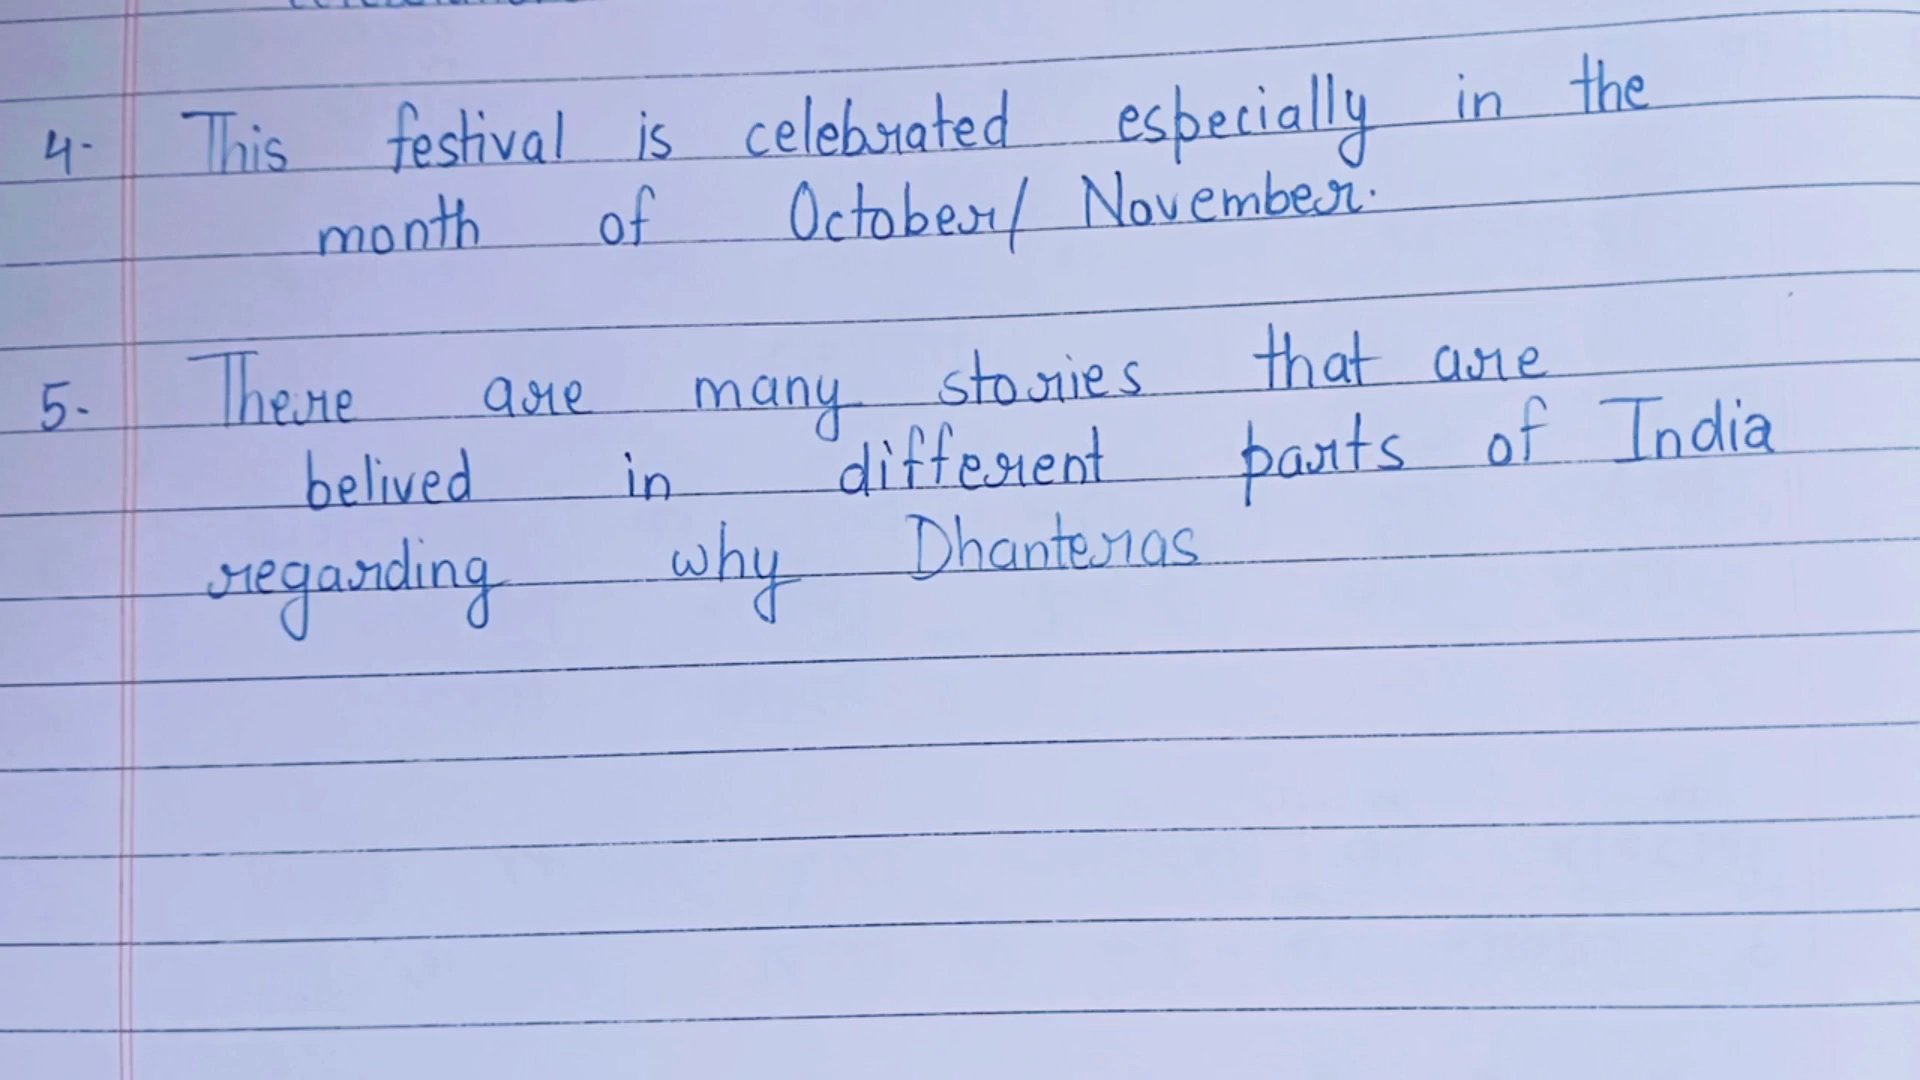 4- This festival is celebrated especially in the
month of October/ November.
5- There are many stories that are
belived in different parts of India
regarding why Dhanteras